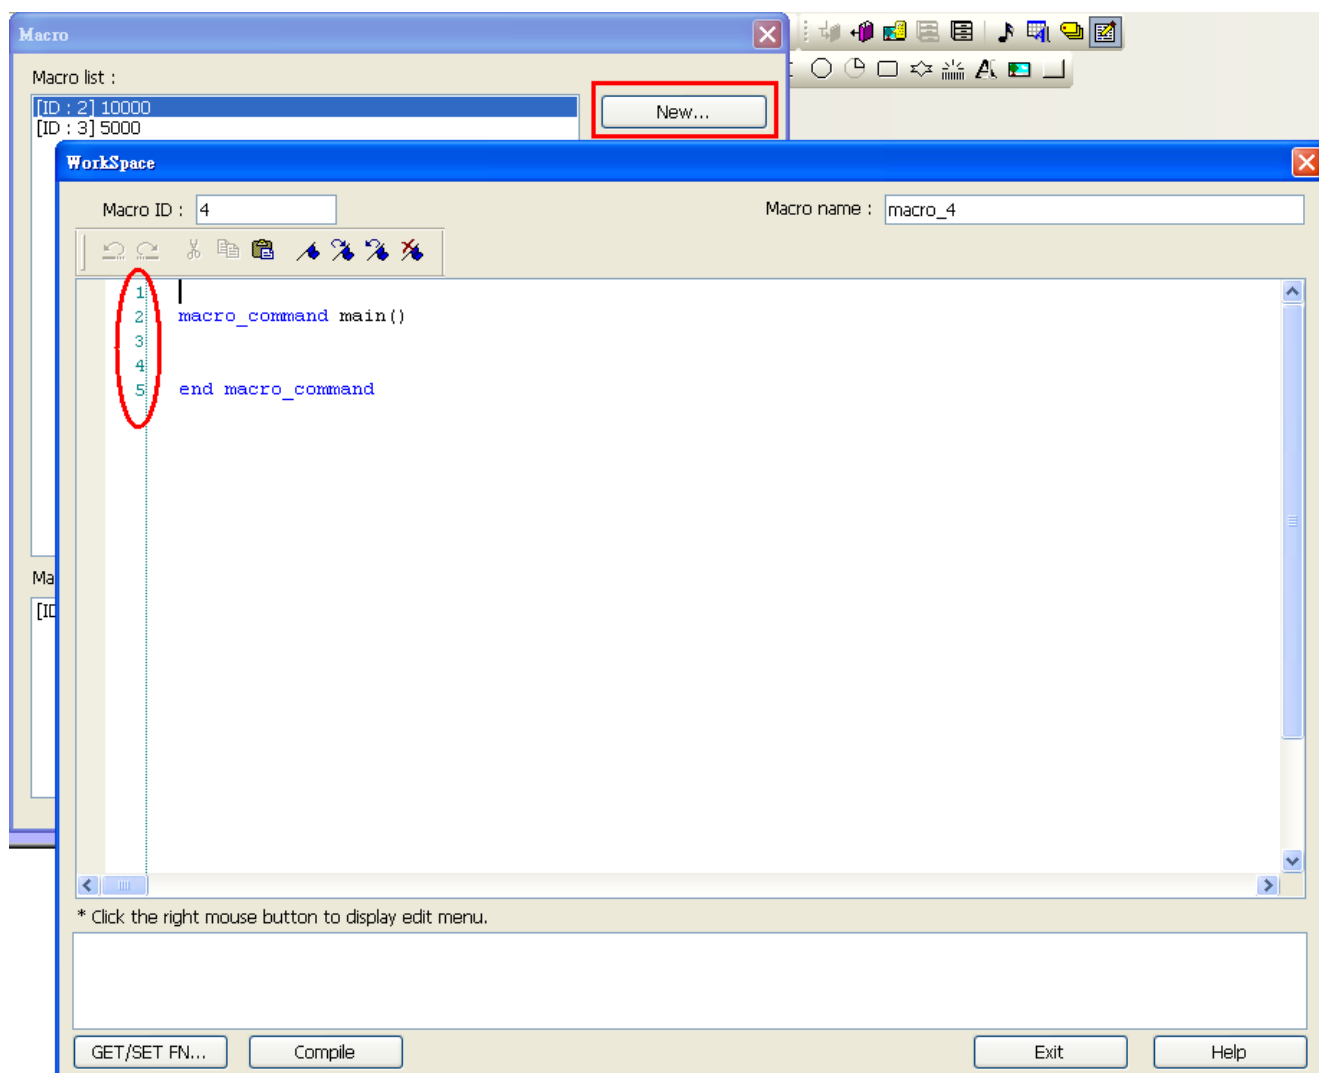 Macro
Macro list :
[ID : 2] 10000
[ID : 3] 5000
New...
WorkSpace
Macro ID : 4
Macro name : macro_4
1
2 macro_command main()
3
4
5 end macro_command
Ma
[ID
* Click the right mouse button to display edit menu.
GET/SET FN... Compile Exit Help